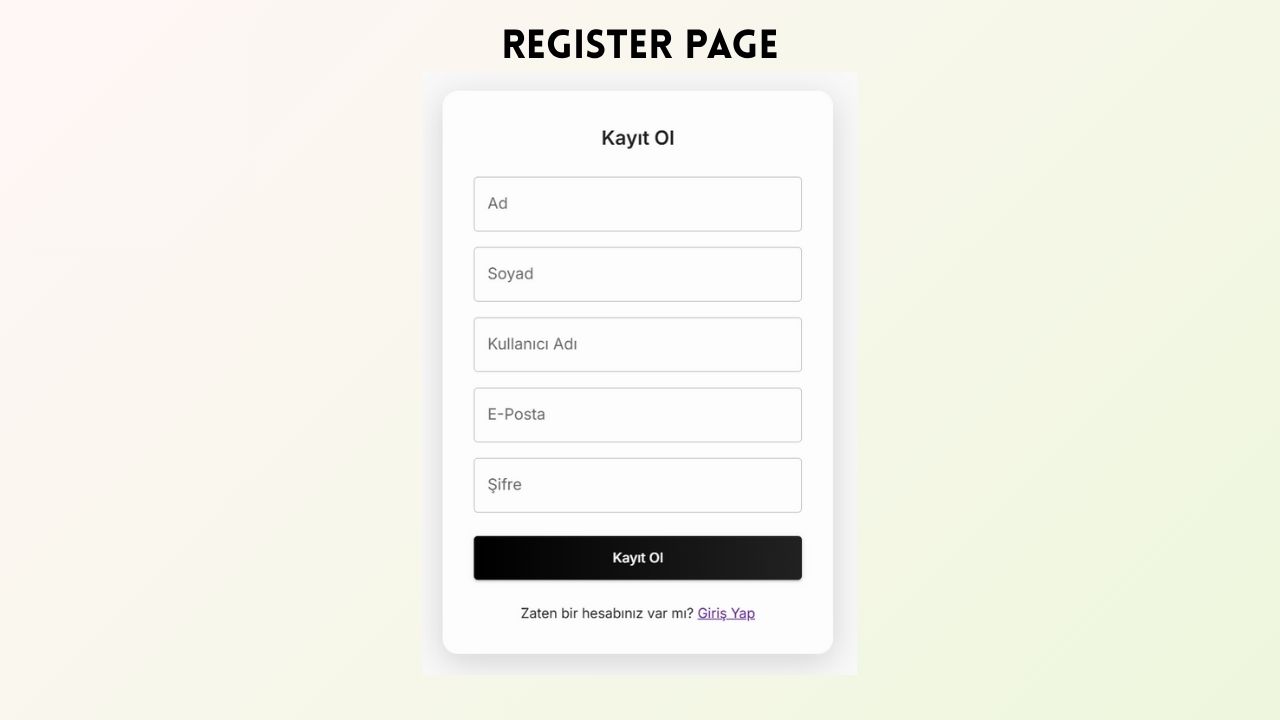 REGISTER PAGE
Kayıt Ol
Ad
Soyad
Kullanıcı Adı
E-Posta
Şifre
Kayıt Ol
Zaten bir hesabınız var mı? Giriş Yap